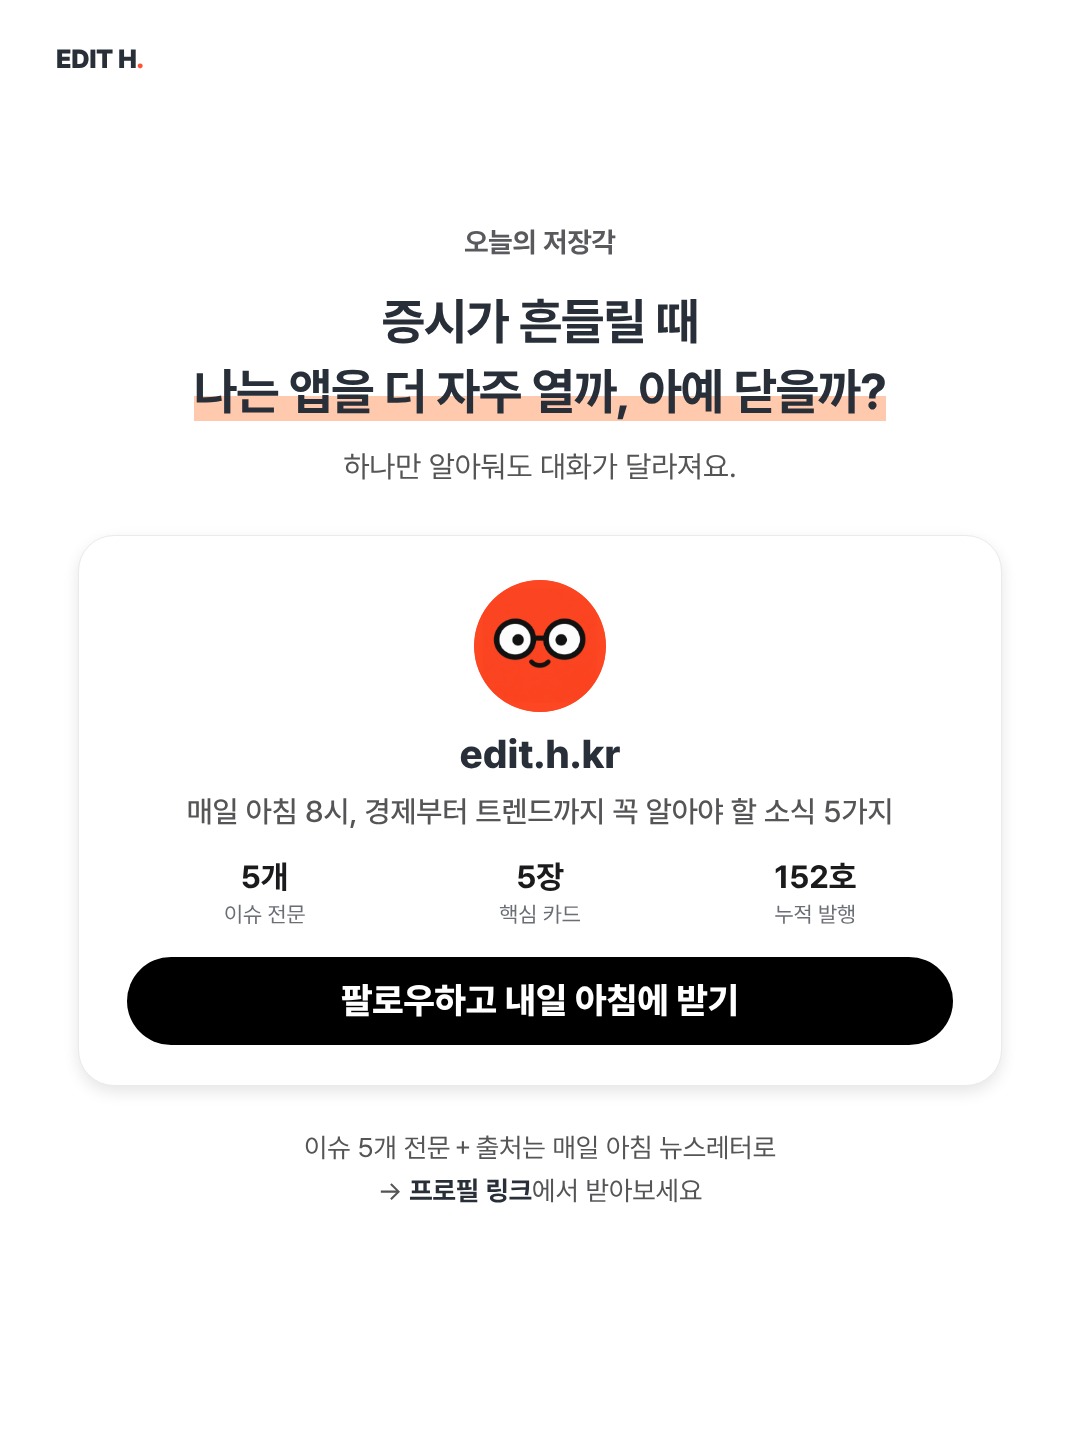 EDIT H.
오늘의 저장각
증시가 흔들릴 때
나는 앱을 더 자주 열까, 아예 닫을까?
하나만 알아둬도 대화가 달라져요.
edit.h.kr
매일 아침 8시, 경제부터 트렌드까지 꼭 알아야 할 소식 5가지
5개 5장 152호
이슈 전문 핵심 카드 누적 발행
팔로우하고 내일 아침에 받기
이슈 5개 전문 + 출처는 매일 아침 뉴스레터로
→ 프로필 링크에서 받아보세요